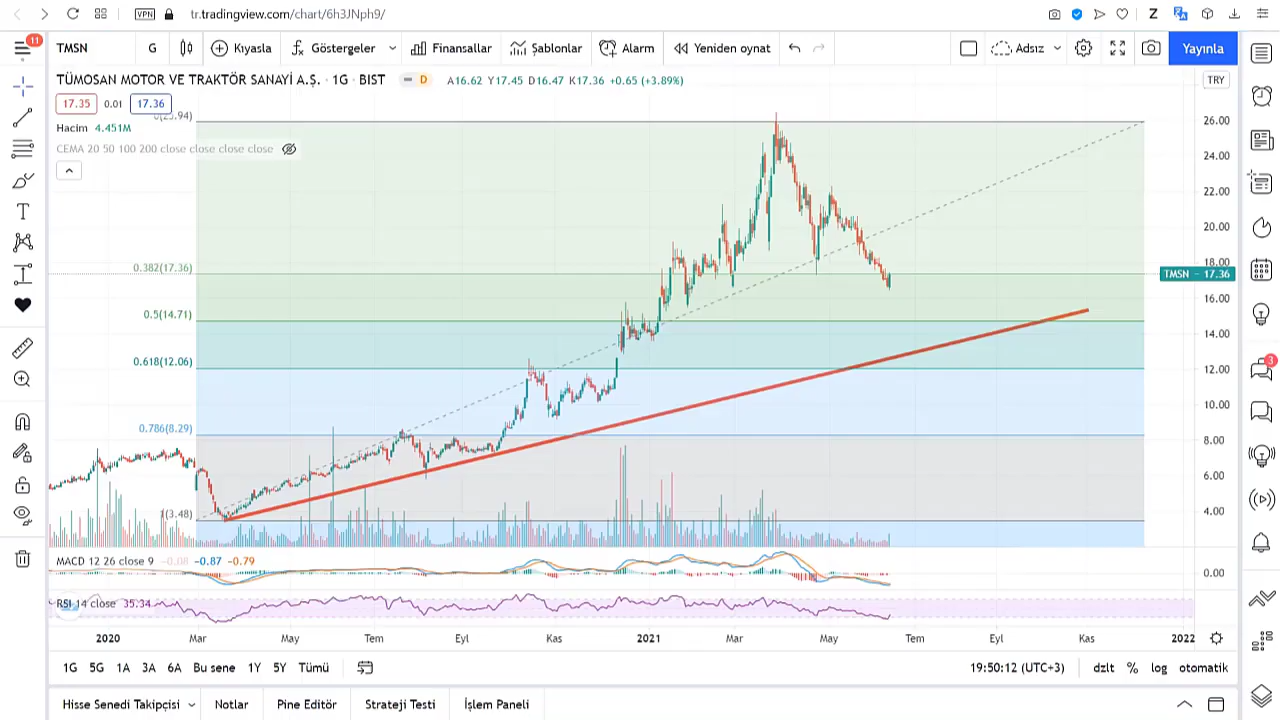 VPN tr.tradingview.com/chart/6h3JNph9/
11
TMSN G Kıyasla Göstergeler Finansallar Şablonlar Alarm Yeniden oynat Adsız Yayınla
TÜMOSAN MOTOR VE TRAKTÖR SANAYİ A.Ş. · 1G · BIST D A16.62 Y17.45 D16.47 K17.36 +0.65 (+3.89%)
TRY
17.35 0.01 17.36
Hacim 4.451M
CEMA 20 50 100 200 close close close close
26.00
24.00
22.00
20.00
18.00
0.382(17.36)
TMSN 17.36
16.00
0.5(14.71)
14.00
0.618(12.06)
12.00
10.00
0.786(8.29)
8.00
6.00
1(3.48)
4.00
3
MACD 12 26 close 9 -0.08 -0.87 -0.79
0.00
RSI 14 close 35.34
2020 Mar May Tem Eyl Kas 2021 Mar May Tem Eyl Kas 2022
1G 5G 1A 3A 6A Bu sene 1Y 5Y Tümü 19:50:12 (UTC+3) dzlt % log otomatik
Hisse Senedi Takipçisi Notlar Pine Editör Strateji Testi İşlem Paneli